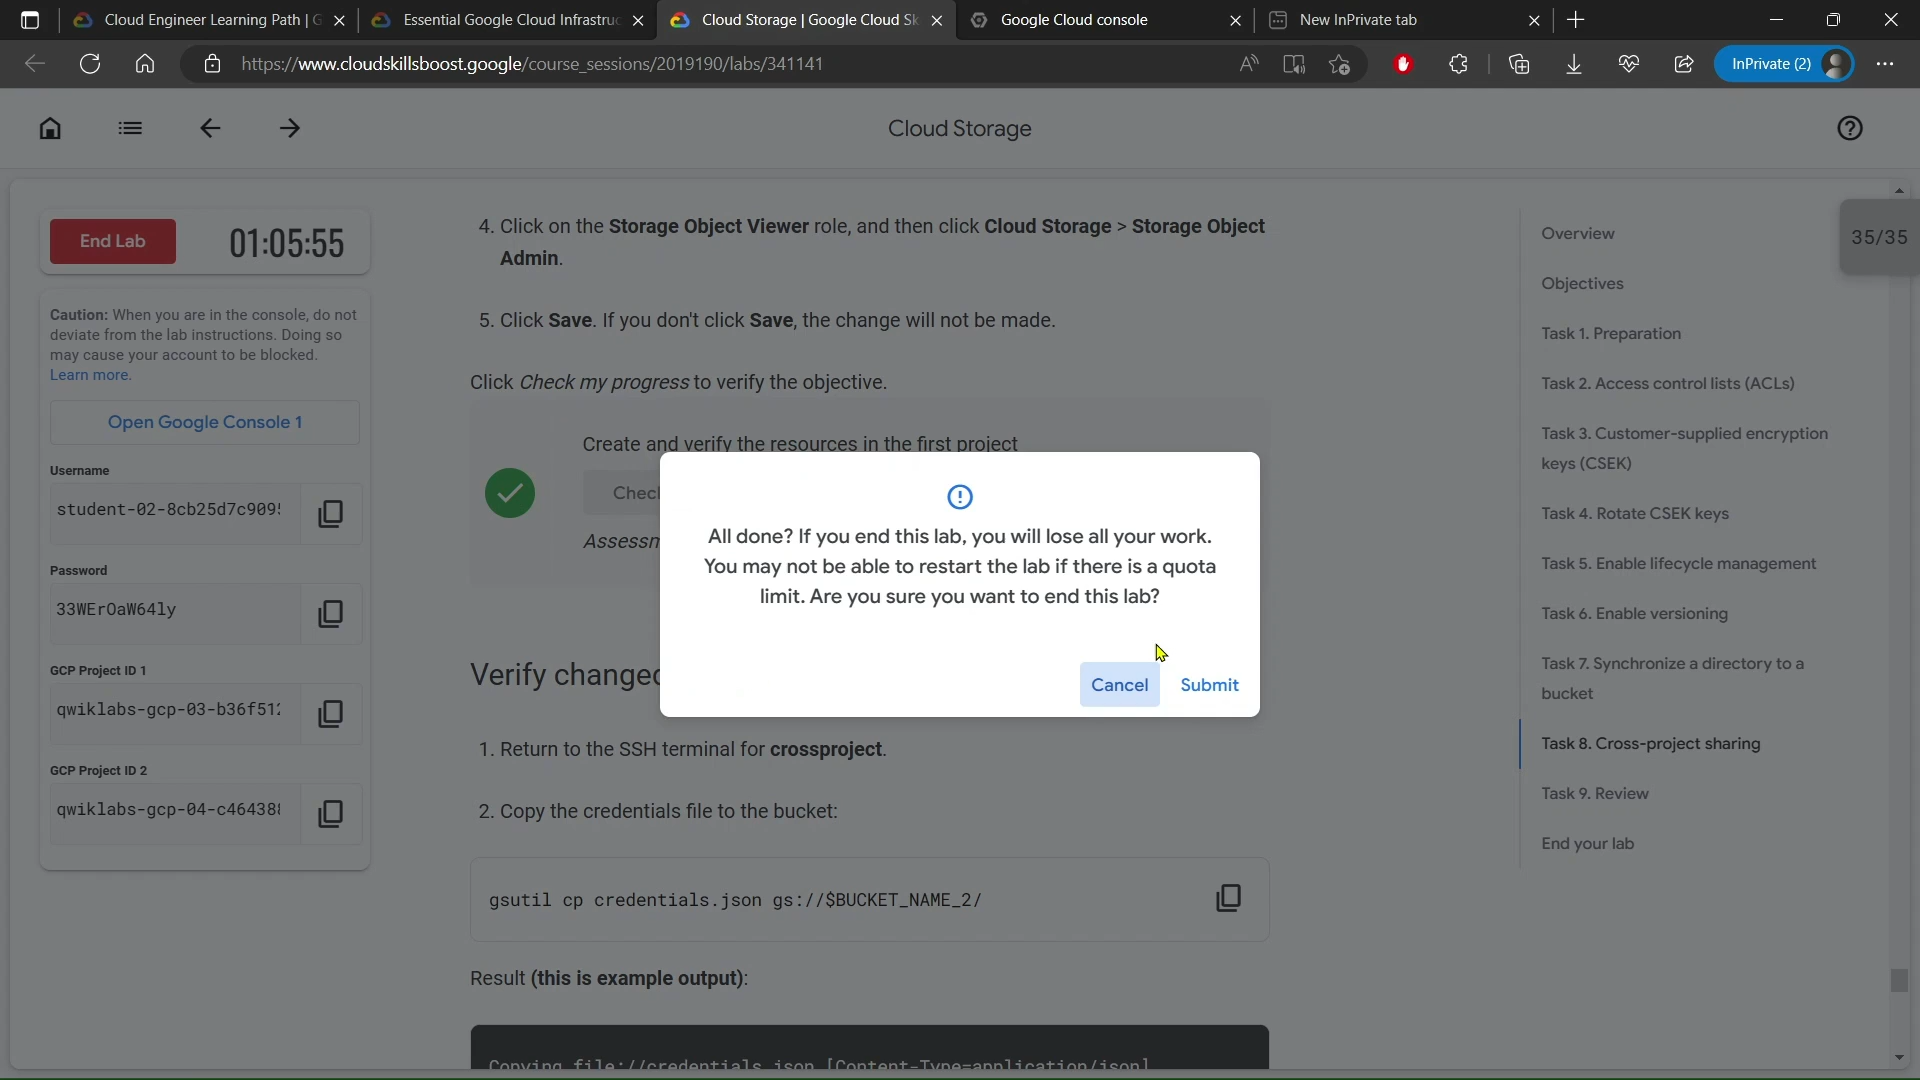 Cloud Engineer Learning Path | G
Essential Google Cloud Infrastruc
Cloud Storage | Google Cloud Sk
Google Cloud console
New InPrivate tab
https://www.cloudskillsboost.google/course_sessions/2019190/labs/341141
InPrivate (2)
Cloud Storage
End Lab
01:05:55
Caution: When you are in the console, do not
deviate from the lab instructions. Doing so
may cause your account to be blocked.
Learn more.
Open Google Console 1
Username
student-02-8cb25d7c9095
Password
33WErOaW64ly
GCP Project ID 1
qwiklabs-gcp-03-b36f512
GCP Project ID 2
qwiklabs-gcp-04-c464388
4. Click on the Storage Object Viewer role, and then click Cloud Storage > Storage Object
Admin.
5. Click Save. If you don't click Save, the change will not be made.
Click Check my progress to verify the objective.
Create and verify the resources in the first project
Check
Assessm
All done? If you end this lab, you will lose all your work.
You may not be able to restart the lab if there is a quota
limit. Are you sure you want to end this lab?
Cancel
Submit
Verify changed
1. Return to the SSH terminal for crossproject.
2. Copy the credentials file to the bucket:
gsutil cp credentials.json gs://$BUCKET_NAME_2/
Result (this is example output):
Copying file://credentials.json [Content-Type=application/json]
Overview
Objectives
Task 1. Preparation
Task 2. Access control lists (ACLs)
Task 3. Customer-supplied encryption
keys (CSEK)
Task 4. Rotate CSEK keys
Task 5. Enable lifecycle management
Task 6. Enable versioning
Task 7. Synchronize a directory to a
bucket
Task 8. Cross-project sharing
Task 9. Review
End your lab
35/35